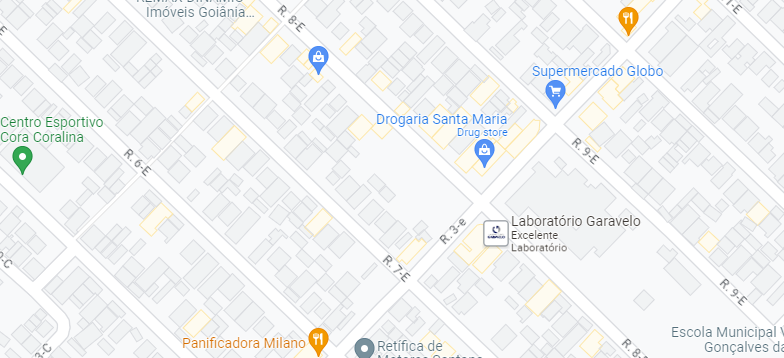 Imóveis Goiânia...
R. 8-E
R. 7-E
Supermercado Globo
Drogaria Santa Maria
Drug store
Centro Esportivo
Cora Coralina
R. 6-E
R. 9-E
Laboratório Garavelo
Excelente
Laboratório
R. 3-e
R. 7-E
R. 9-E
Panificadora Milano
Retífica de
Escola Municipal V
Gonçalves da
R. 8-E